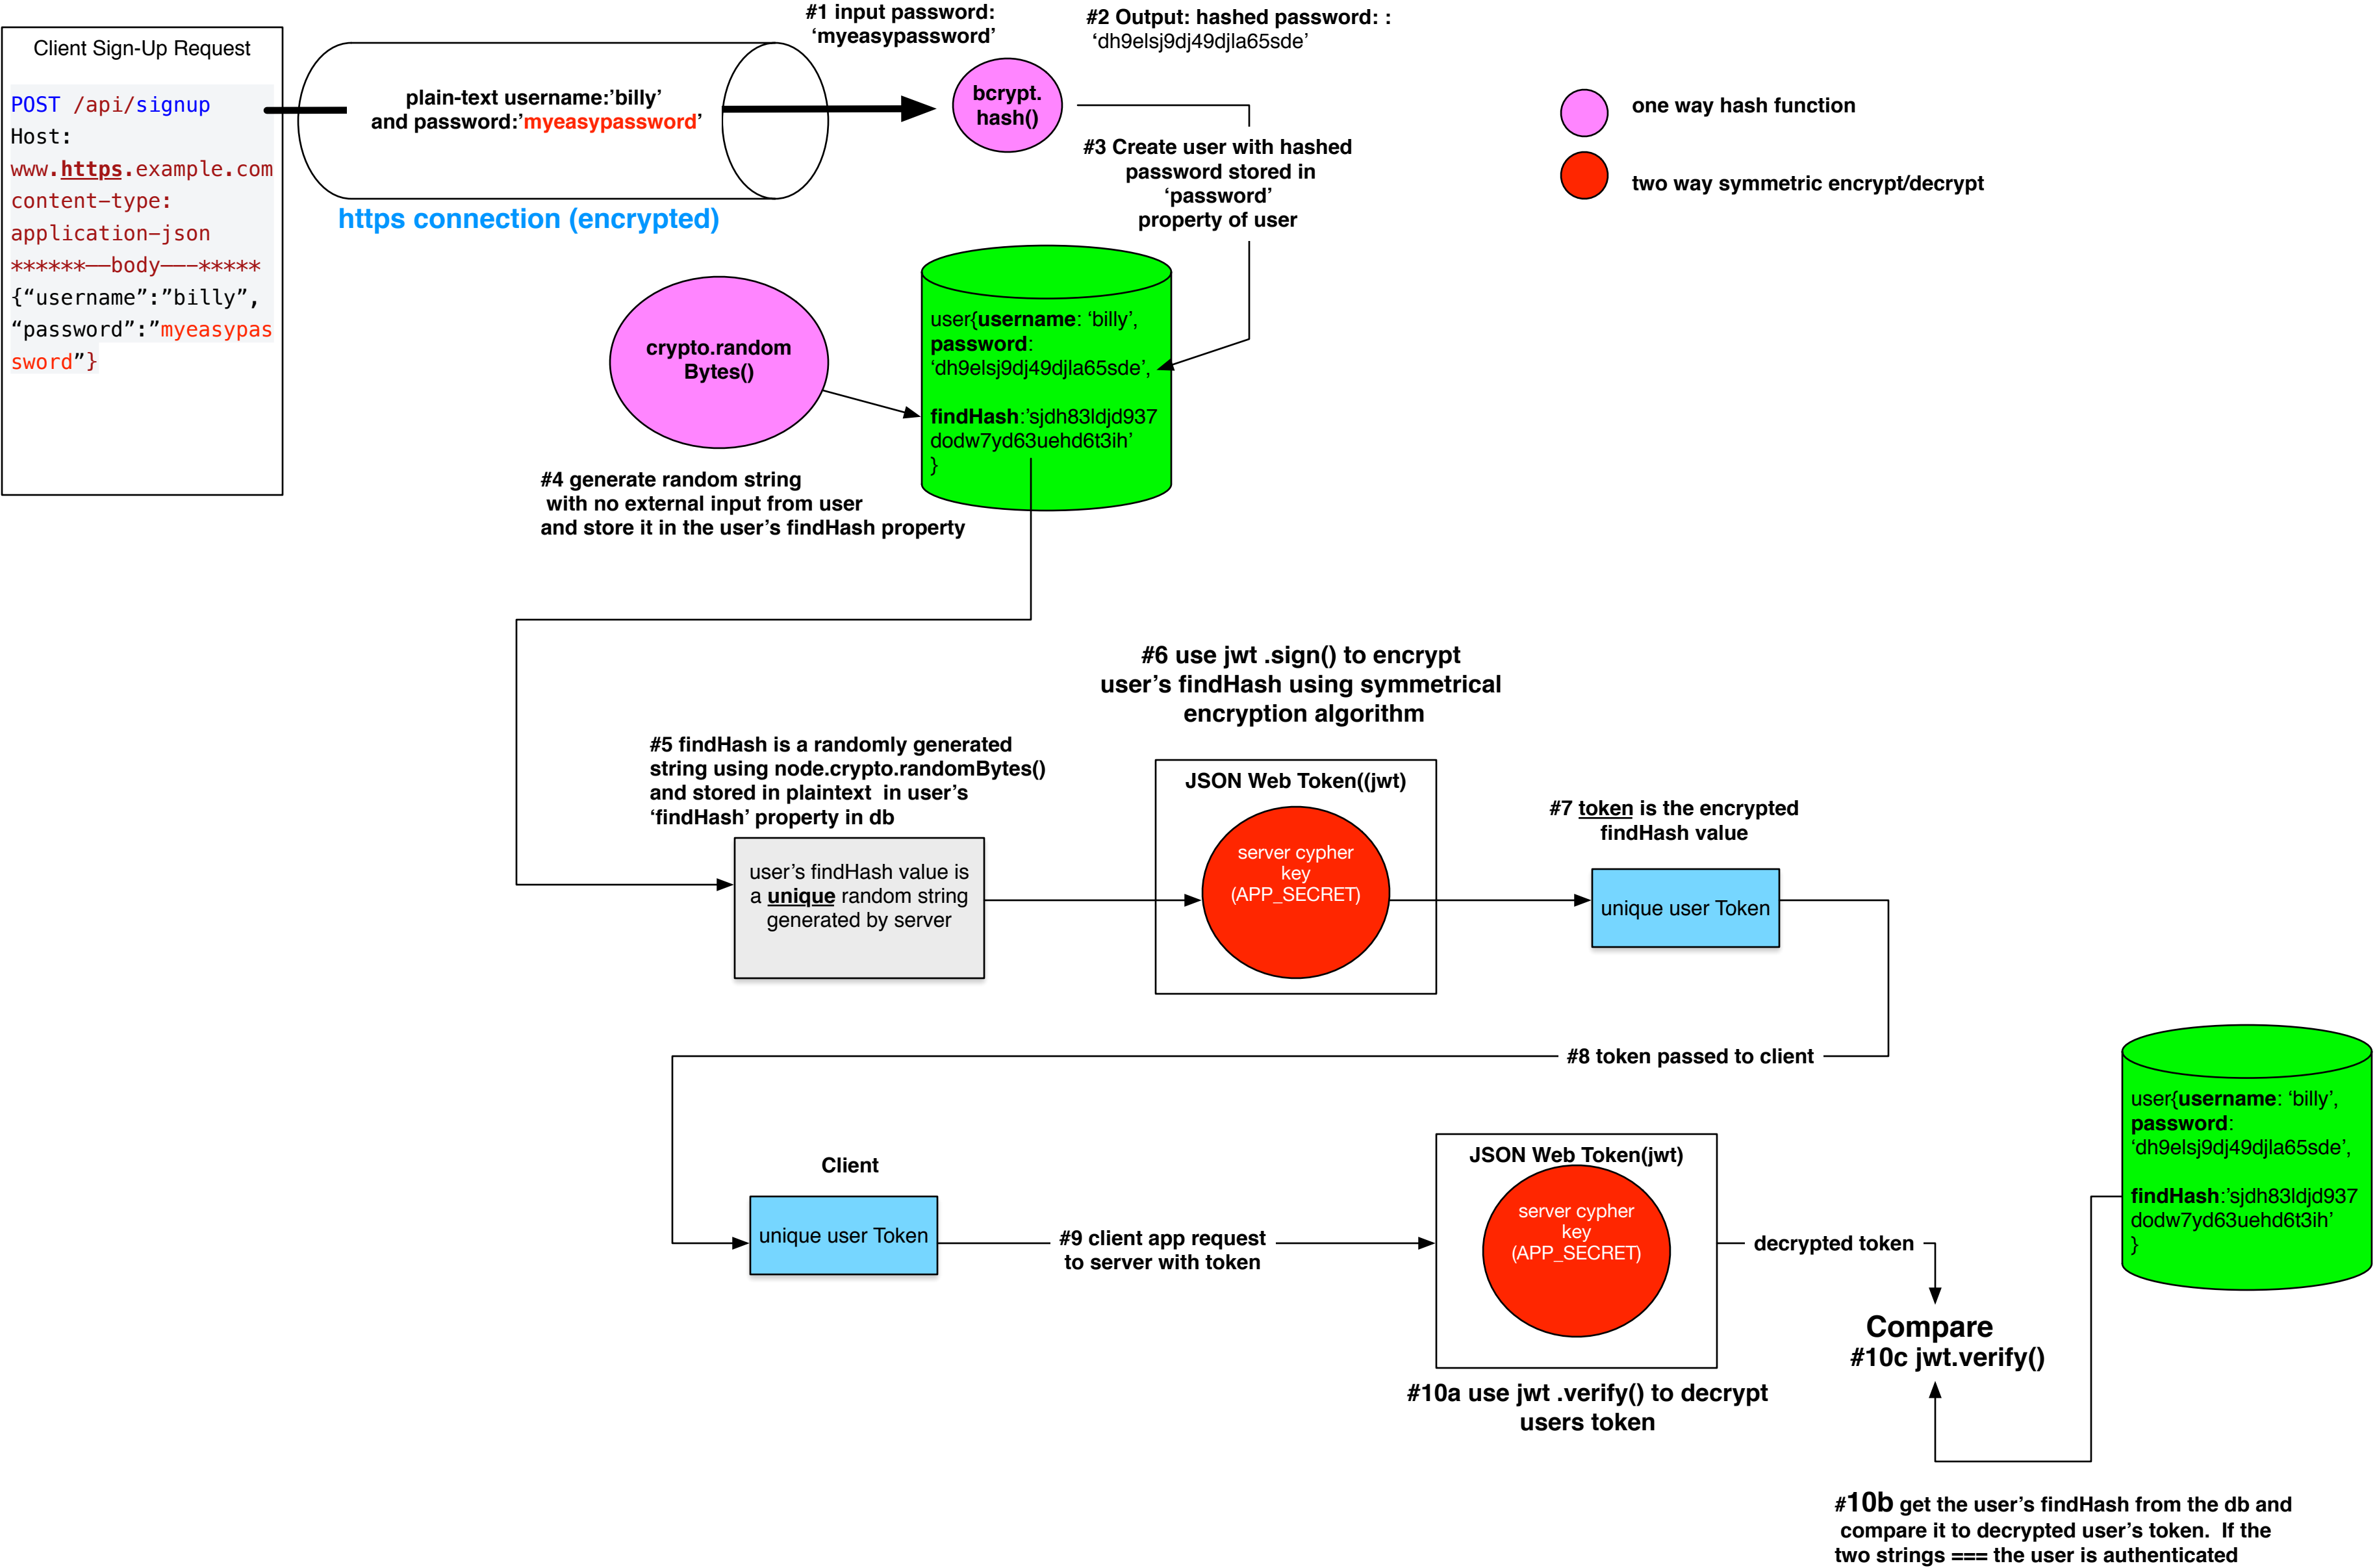 Client Sign-Up Request
POST /api/signup
Host:
www.https.example.com
content-type:
application-json
******——body———*****
{“username”:”billy”,
“password”:”myeasypas
sword”}
plain-text username:’billy’
and password:’myeasypassword’
https connection (encrypted)
#1 input password:
‘myeasypassword’
bcrypt.
hash()
#2 Output: hashed password: :
‘dh9elsj9dj49djla65sde’
#3 Create user with hashed
password stored in
‘password’
property of user
one way hash function
two way symmetric encrypt/decrypt
crypto.random
Bytes()
#4 generate random string
with no external input from user
and store it in the user’s findHash property
user{username: ‘billy’,
password:
‘dh9elsj9dj49djla65sde’,
findHash:’sjdh83ldjd937
dodw7yd63uehd6t3ih’
}
#5 findHash is a randomly generated
string using node.crypto.randomBytes()
and stored in plaintext in user’s
‘findHash’ property in db
user’s findHash value is
a unique random string
generated by server
#6 use jwt .sign() to encrypt
user’s findHash using symmetrical
encryption algorithm
JSON Web Token((jwt)
server cypher
key
(APP_SECRET)
#7 token is the encrypted
findHash value
unique user Token
#8 token passed to client
Client
unique user Token
#9 client app request
to server with token
JSON Web Token(jwt)
server cypher
key
(APP_SECRET)
#10a use jwt .verify() to decrypt
users token
decrypted token
Compare
#10c jwt.verify()
user{username: ‘billy’,
password:
‘dh9elsj9dj49djla65sde’,
findHash:’sjdh83ldjd937
dodw7yd63uehd6t3ih’
}
#10b get the user’s findHash from the db and
compare it to decrypted user’s token. If the
two strings === the user is authenticated